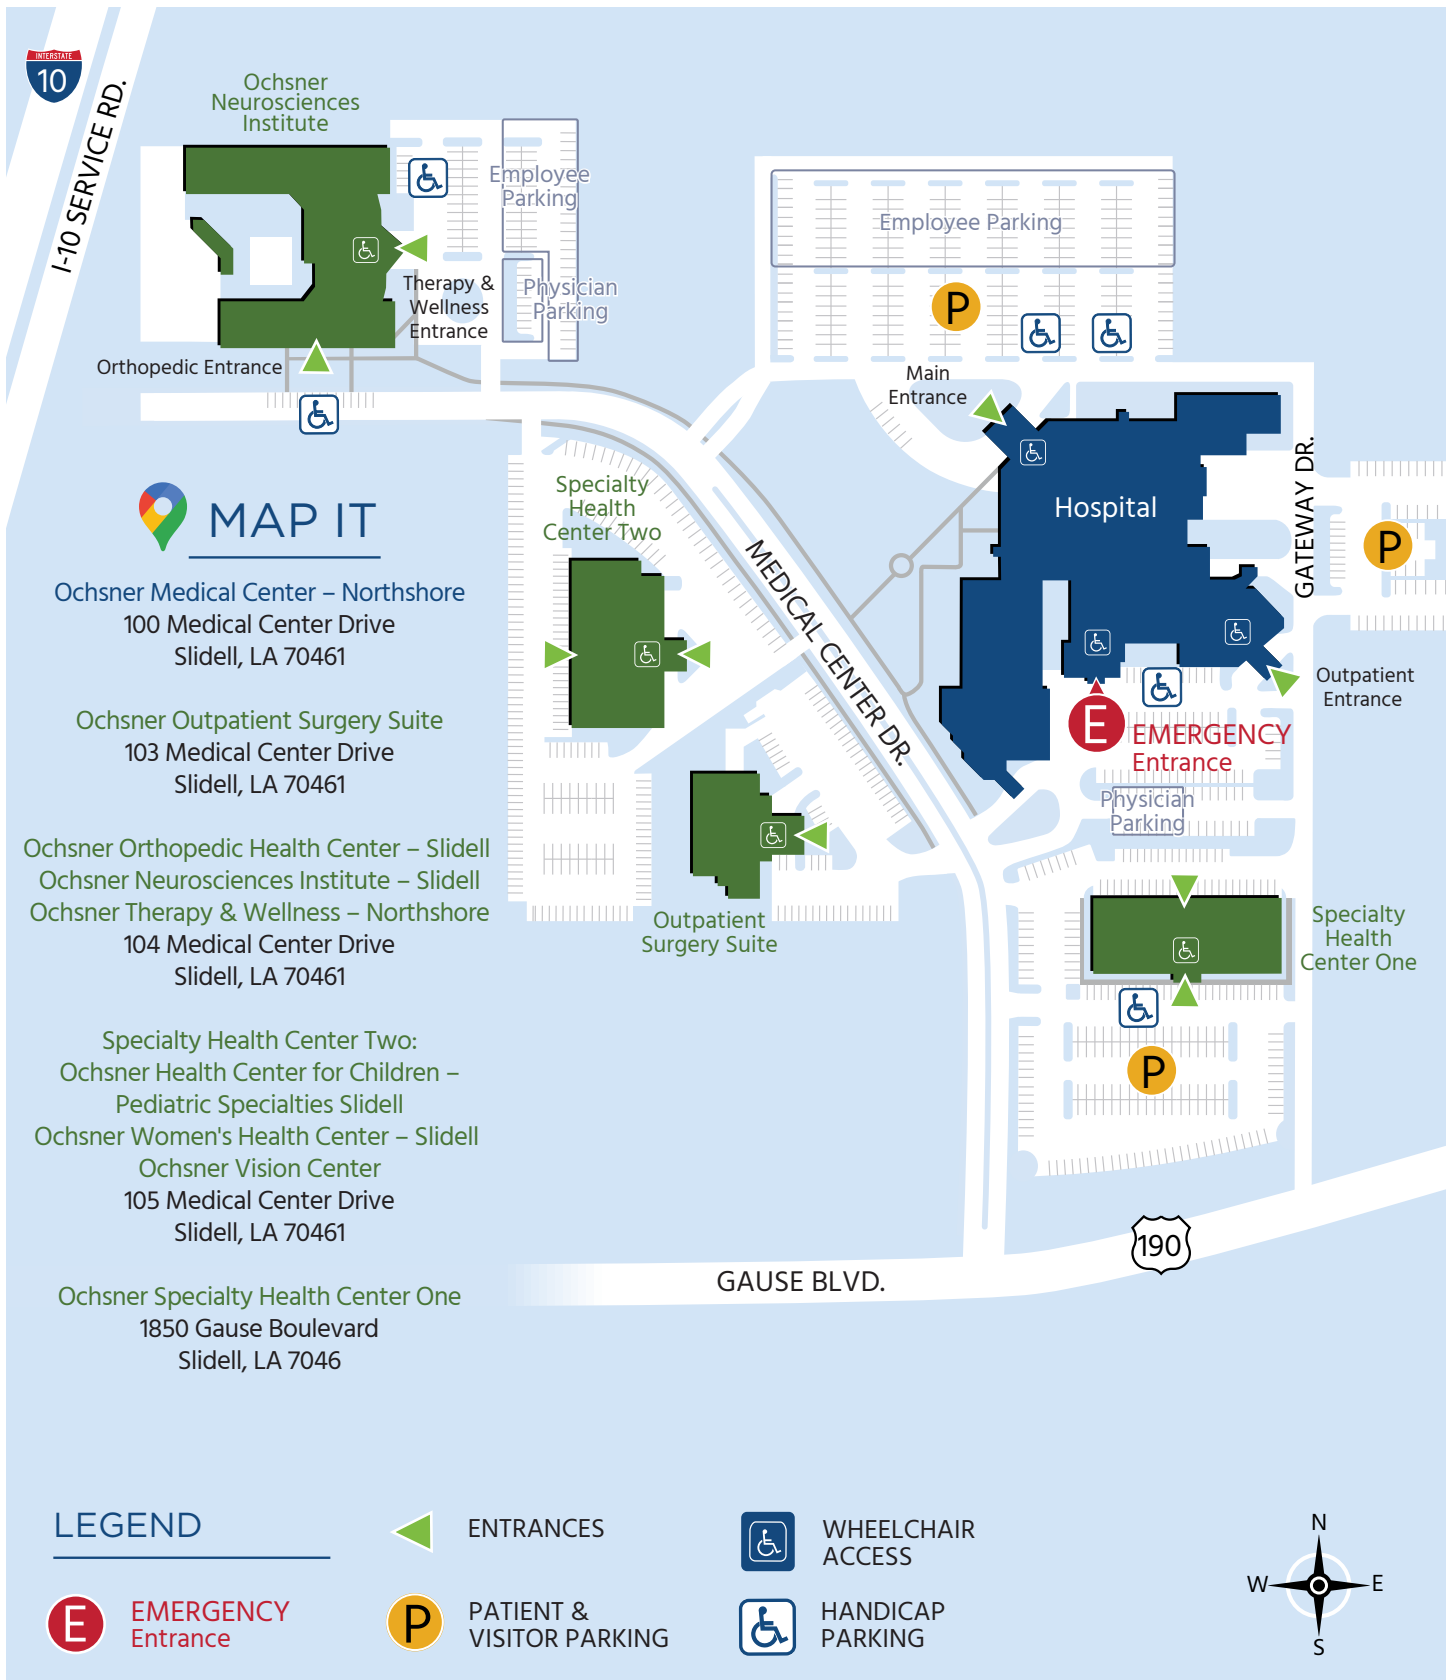 INTERSTATE
10
I-10 SERVICE RD.
Ochsner
Neurosciences
Institute
Employee
Parking
Physician
Parking
Therapy &
Wellness
Entrance
Orthopedic Entrance
Employee Parking
P
Main
Entrance
Hospital
GATEWAY DR.
P
Specialty
Health
Center Two
MEDICAL CENTER DR.
Outpatient
Entrance
E
EMERGENCY
Entrance
Physician
Parking
Outpatient
Surgery Suite
Specialty
Health
Center One
P
190
GAUSE BLVD.
MAP IT
Ochsner Medical Center – Northshore
100 Medical Center Drive
Slidell, LA 70461
Ochsner Outpatient Surgery Suite
103 Medical Center Drive
Slidell, LA 70461
Ochsner Orthopedic Health Center – Slidell
Ochsner Neurosciences Institute – Slidell
Ochsner Therapy & Wellness – Northshore
104 Medical Center Drive
Slidell, LA 70461
Specialty Health Center Two:
Ochsner Health Center for Children –
Pediatric Specialties Slidell
Ochsner Women's Health Center – Slidell
Ochsner Vision Center
105 Medical Center Drive
Slidell, LA 70461
Ochsner Specialty Health Center One
1850 Gause Boulevard
Slidell, LA 7046
LEGEND
E
EMERGENCY
Entrance
ENTRANCES
P
PATIENT &
VISITOR PARKING
WHEELCHAIR
ACCESS
HANDICAP
PARKING
N
W
E
S